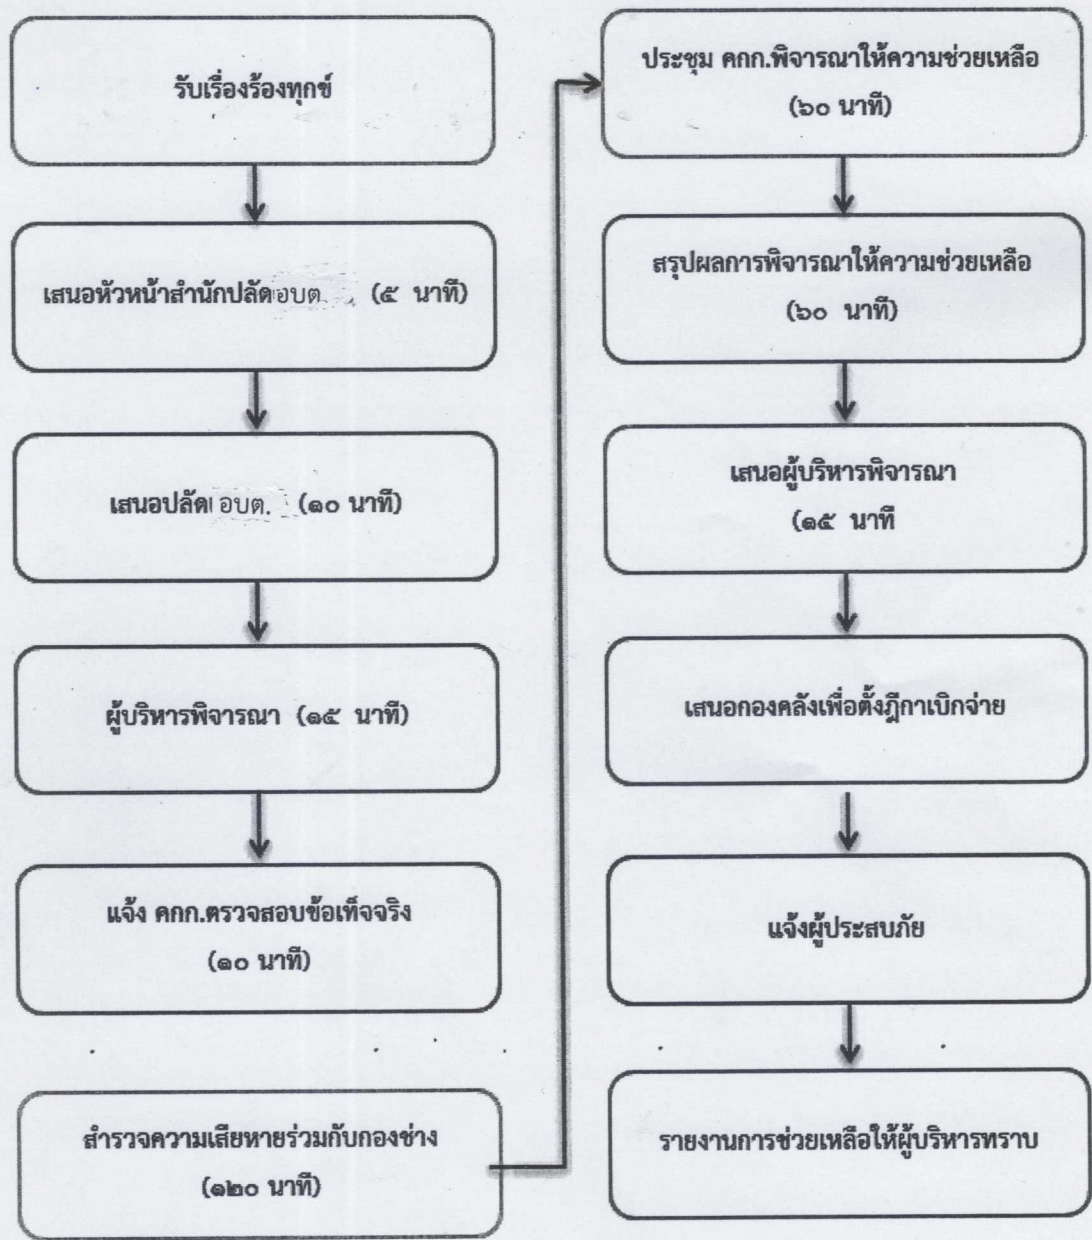 รับเรื่องร้องทุกข์
เสนอหัวหน้าสำนักปลัดอบต. (๕ นาที)
เสนอปลัด อบต. (๑๐ นาที)
ผู้บริหารพิจารณา (๑๕ นาที)
แจ้ง คกก.ตรวจสอบข้อเท็จจริง
(๑๐ นาที)
สำรวจความเสียหายร่วมกับกองช่าง
(๑๒๐ นาที)
ประชุม คกก.พิจารณาให้ความช่วยเหลือ
(๖๐ นาที)
สรุปผลการพิจารณาให้ความช่วยเหลือ
(๖๐ นาที)
เสนอผู้บริหารพิจารณา
(๑๕ นาที
เสนอกองคลังเพื่อตั้งฎีกาเบิกจ่าย
แจ้งผู้ประสบภัย
รายงานการช่วยเหลือให้ผู้บริหารทราบ